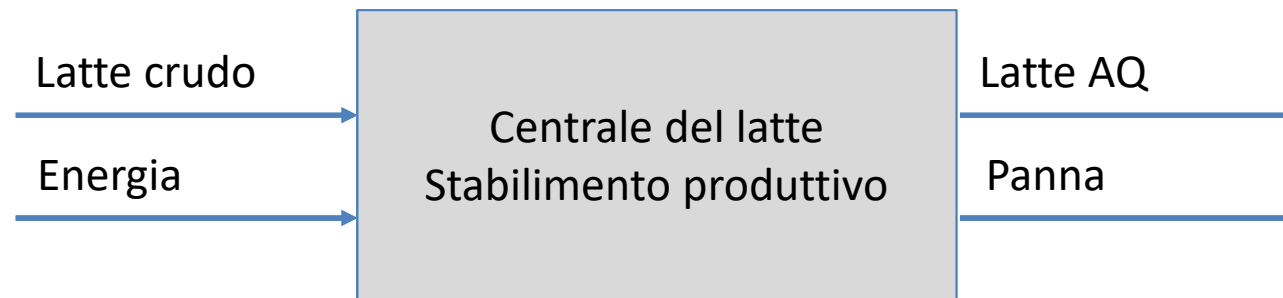 Latte crudo
Energia
Centrale del latte
Stabilimento produttivo
Latte AQ
Panna